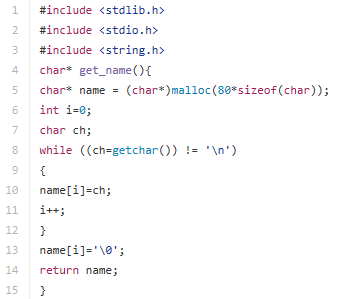 1 #include <stdlib.h>
2 #include <stdio.h>
3 #include <string.h>
4 char* get_name(){
5 char* name = (char*)malloc(80*sizeof(char));
6 int i=0;
7 char ch;
8 while ((ch=getchar()) != '\n')
9 {
10 name[i]=ch;
11 i++;
12 }
13 name[i]='\0';
14 return name;
15 }